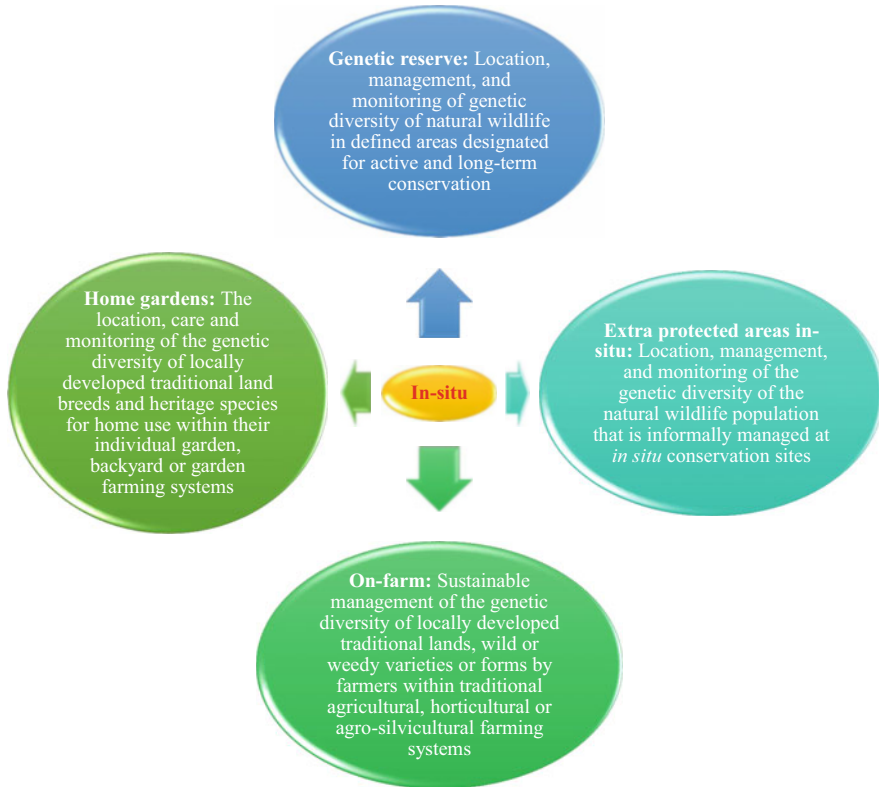 Genetic reserve: Location,
management, and
monitoring of genetic
diversity of natural wildlife
in defined areas designated
for active and long-term
conservation
Home gardens: The
location, care and
monitoring of the genetic
diversity of locally
developed traditional land
breeds and heritage species
for home use within their
individual garden,
backyard or garden
farming systems
In-situ
Extra protected areas in-
situ: Location, management,
and monitoring of the
genetic diversity of the
natural wildlife population
that is informally managed at
in situ conservation sites
On-farm: Sustainable
management of the genetic
diversity of locally developed
traditional lands, wild or
weedy varieties or forms by
farmers within traditional
agricultural, horticultural or
agro-silvicultural farming
systems